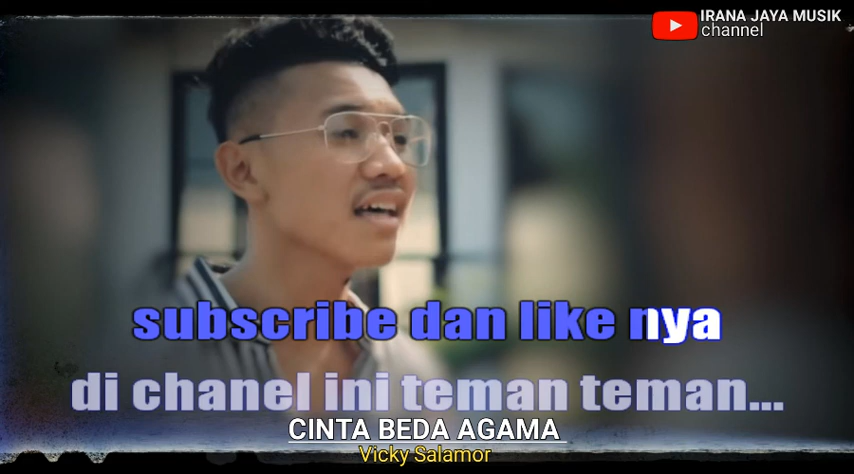 IRANA JAYA MUSIK
channel
subscribe dan like nya
di chanel ini teman teman...
CINTA BEDA AGAMA
Vicky Salamor